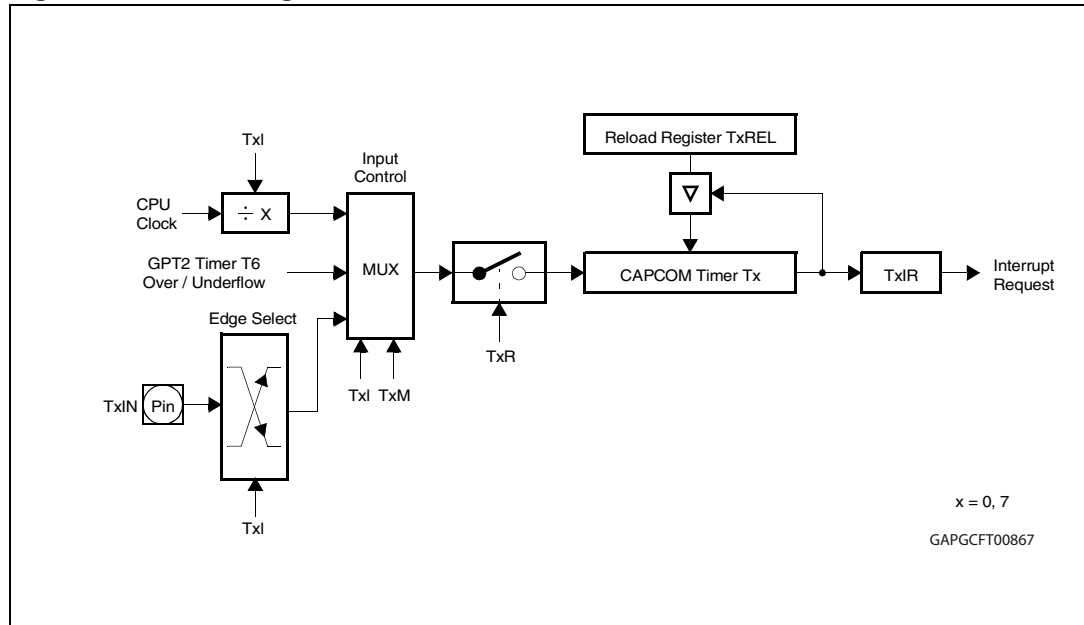 Reload Register TxREL
TxI
Input
Control
CPU
Clock
÷ X
GPT2 Timer T6
Over / Underflow
MUX
CAPCOM Timer Tx
TxIR
Interrupt
Request
Edge Select
TxR
TxI TxM
TxIN
Pin
TxI
x = 0, 7
GAPGCFT00867